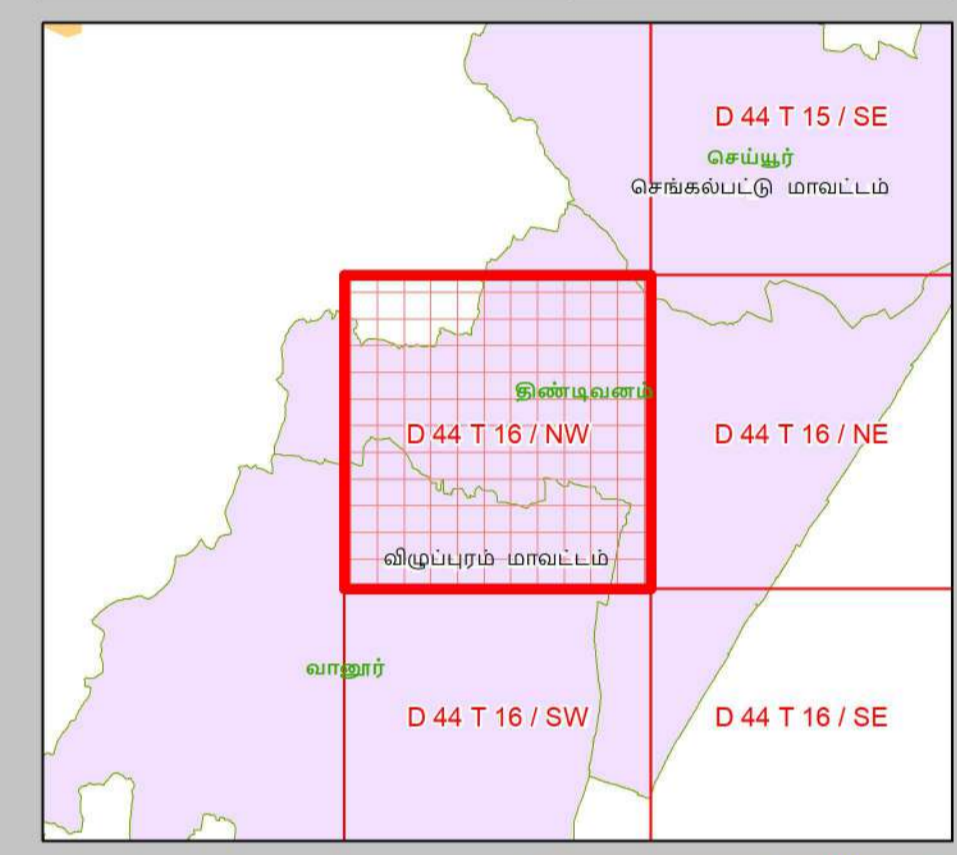 D 44 T 15 / SE
செய்யூர்
செங்கல்பட்டு மாவட்டம்
திண்டிவனம்
D 44 T 16 / NW
D 44 T 16 / NE
விழுப்புரம் மாவட்டம்
வானூர்
D 44 T 16 / SW
D 44 T 16 / SE